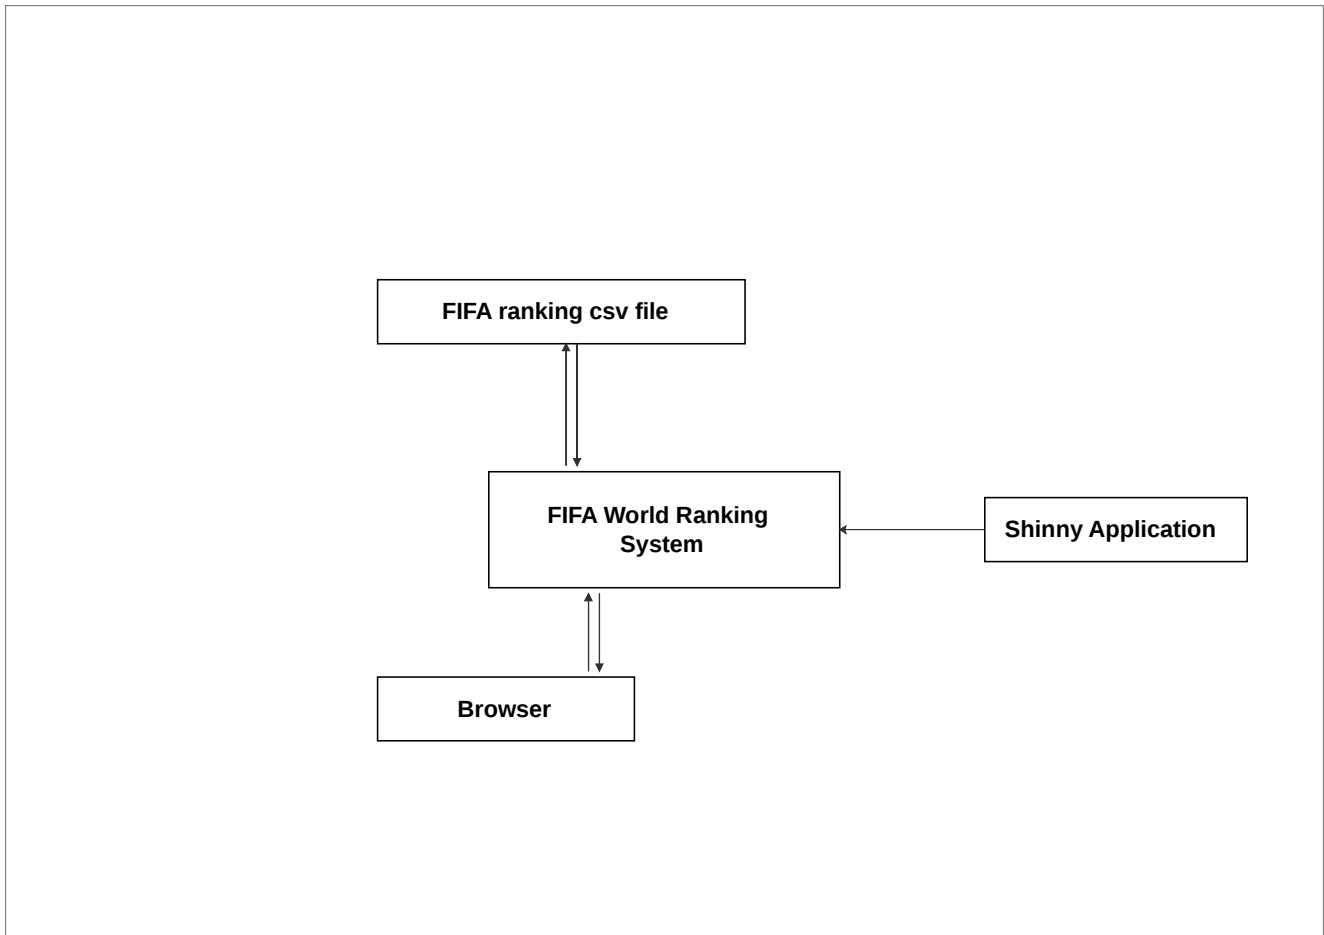 FIFA ranking csv file
FIFA World Ranking
System
Shinny Application
Browser